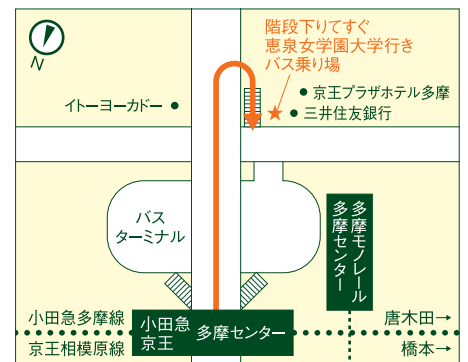 階段下りてすぐ
恵泉女学園大学行き
バス乗り場
N
京王プラザホテル多摩
イトーヨーカドー
三井住友銀行
バス
ターミナル
多摩モノレール
多摩センター
小田急多摩線
小田急
京王
多摩センター
唐木田→
京王相模原線
橋本→